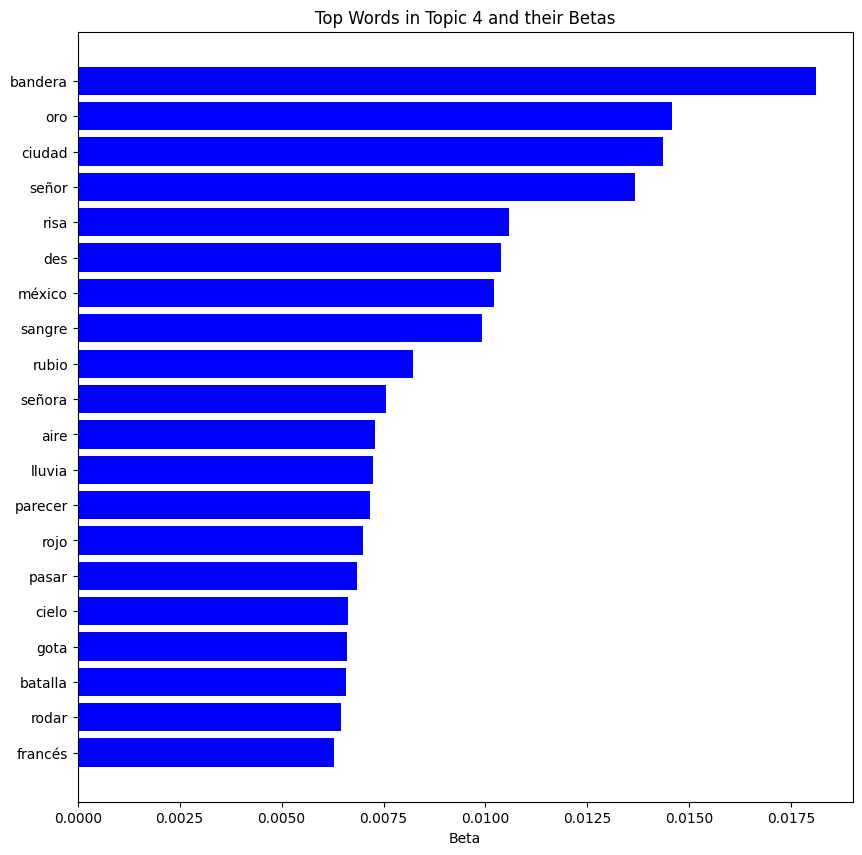 Top Words in Topic 4 and their Betas
bandera
oro
ciudad
señor
risa
des
méxico
sangre
rubio
señora
aire
lluvia
parecer
rojo
pasar
cielo
gota
batalla
rodar
francés
0.0000 0.0025 0.0050 0.0075 0.0100 0.0125 0.0150 0.0175
Beta